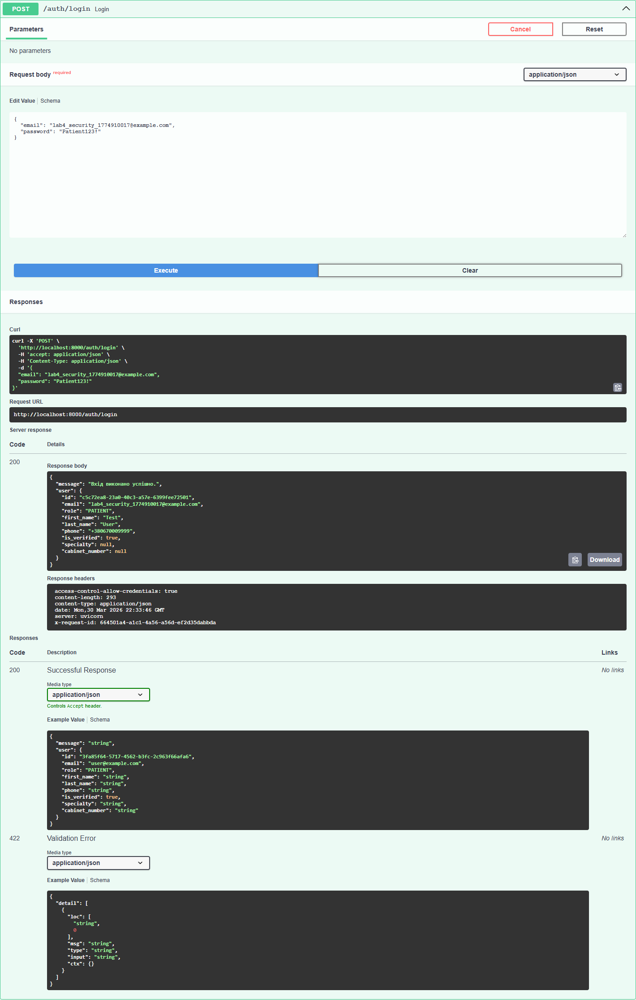 POST /auth/login Login
Parameters
Cancel
Reset
No parameters
Request body required
application/json
Edit Value
Schema
{
  "email": "lab4_security_1774910017@example.com",
  "password": "Patient123!"
}
Execute
Clear
Responses
Curl
curl -X 'POST' \
  'http://localhost:8000/auth/login' \
  -H 'accept: application/json' \
  -H 'Content-Type: application/json' \
  -d '{
  "email": "lab4_security_1774910017@example.com",
  "password": "Patient123!"
}'
Request URL
http://localhost:8000/auth/login
Server response
Code Details
200
Response body
{
  "message": "Вхід виконано успішно.",
  "user": {
    "id": "c5c72ea8-23a0-40c3-a57e-6399fee72501",
    "email": "lab4_security_1774910017@example.com",
    "role": "PATIENT",
    "first_name": "Test",
    "last_name": "User",
    "phone": "+380670009999",
    "is_verified": true,
    "specialty": null,
    "cabinet_number": null
  }
}
Download
Response headers
access-control-allow-credentials: true
content-length: 293
content-type: application/json
date: Mon,30 Mar 2026 22:33:46 GMT
server: uvicorn
x-request-id: 664501a4-a1c1-4a56-a56d-ef2d35dabbda
Responses
Code Description Links
200 Successful Response No links
Media type
application/json
Controls Accept header.
Example Value
Schema
{
  "message": "string",
  "user": {
    "id": "3fa85f64-5717-4562-b3fc-2c963f66afa6",
    "email": "user@example.com",
    "role": "PATIENT",
    "first_name": "string",
    "last_name": "string",
    "phone": "string",
    "is_verified": true,
    "specialty": "string",
    "cabinet_number": "string"
  }
}
422 Validation Error No links
Media type
application/json
Example Value
Schema
{
  "detail": [
    {
      "loc": [
        "string",
        0
      ],
      "msg": "string",
      "type": "string",
      "input": "string",
      "ctx": {}
    }
  ]
}